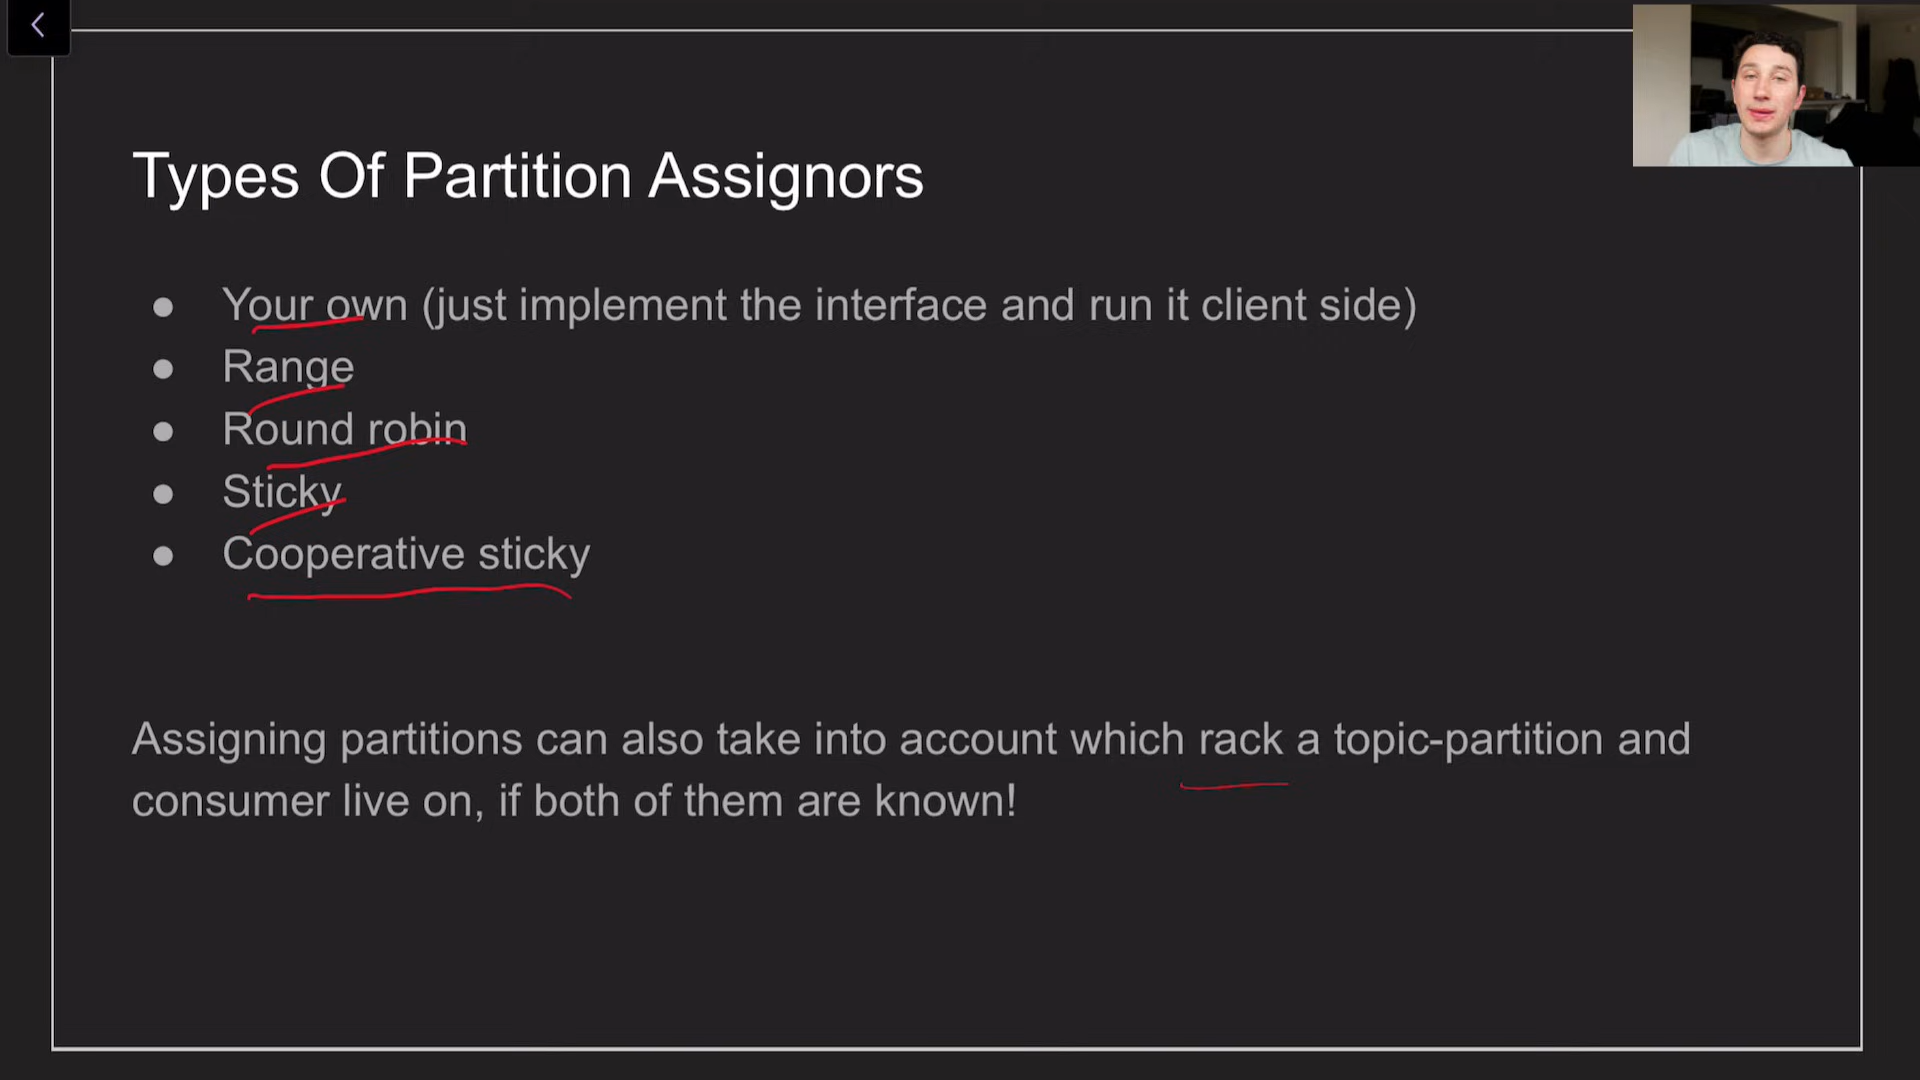 Types Of Partition Assignors
● Your own (just implement the interface and run it client side)
● Range
● Round robin
● Sticky
● Cooperative sticky
Assigning partitions can also take into account which rack a topic-partition and
consumer live on, if both of them are known!